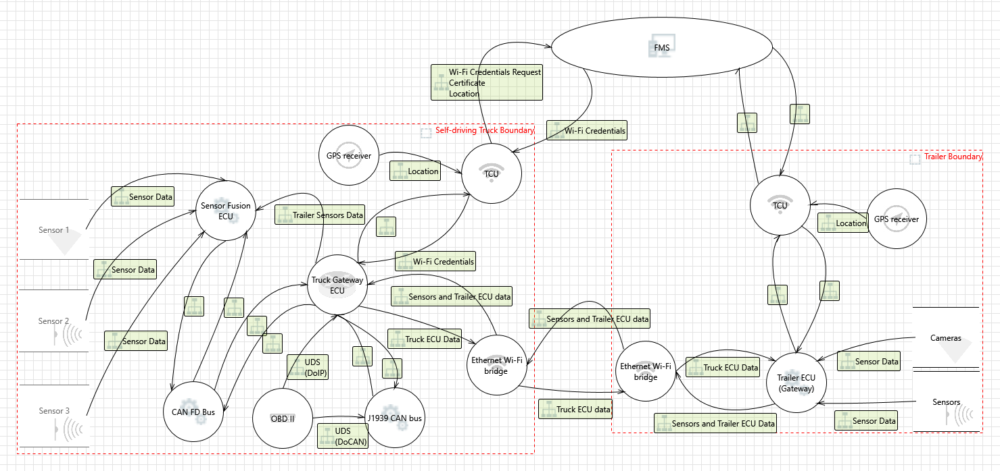 FMS
Wi-Fi Credentials Request
Certificate
Location
Wi-Fi Credentials
Self-driving Truck Boundary
GPS receiver
Location
TCU
Trailer Boundary
TCU
Location
GPS receiver
Sensor Data
Sensor Fusion
ECU
Trailer Sensors Data
Sensor 1
Sensor Data
Wi-Fi Credentials
Truck Gateway
ECU
Sensors and Trailer ECU data
Sensor 2
Sensor Data
Truck ECU Data
Sensors and Trailer ECU data
Ethernet Wi-Fi
bridge
UDS
(DoIP)
Ethernet Wi-Fi
bridge
Truck ECU Data
Cameras
Sensor Data
Trailer ECU
(Gateway)
Sensors
Sensor Data
Sensor 3
CAN FD Bus
OBD II
J1939 CAN bus
UDS
(DoCAN)
Truck ECU data
Sensors and Trailer ECU Data